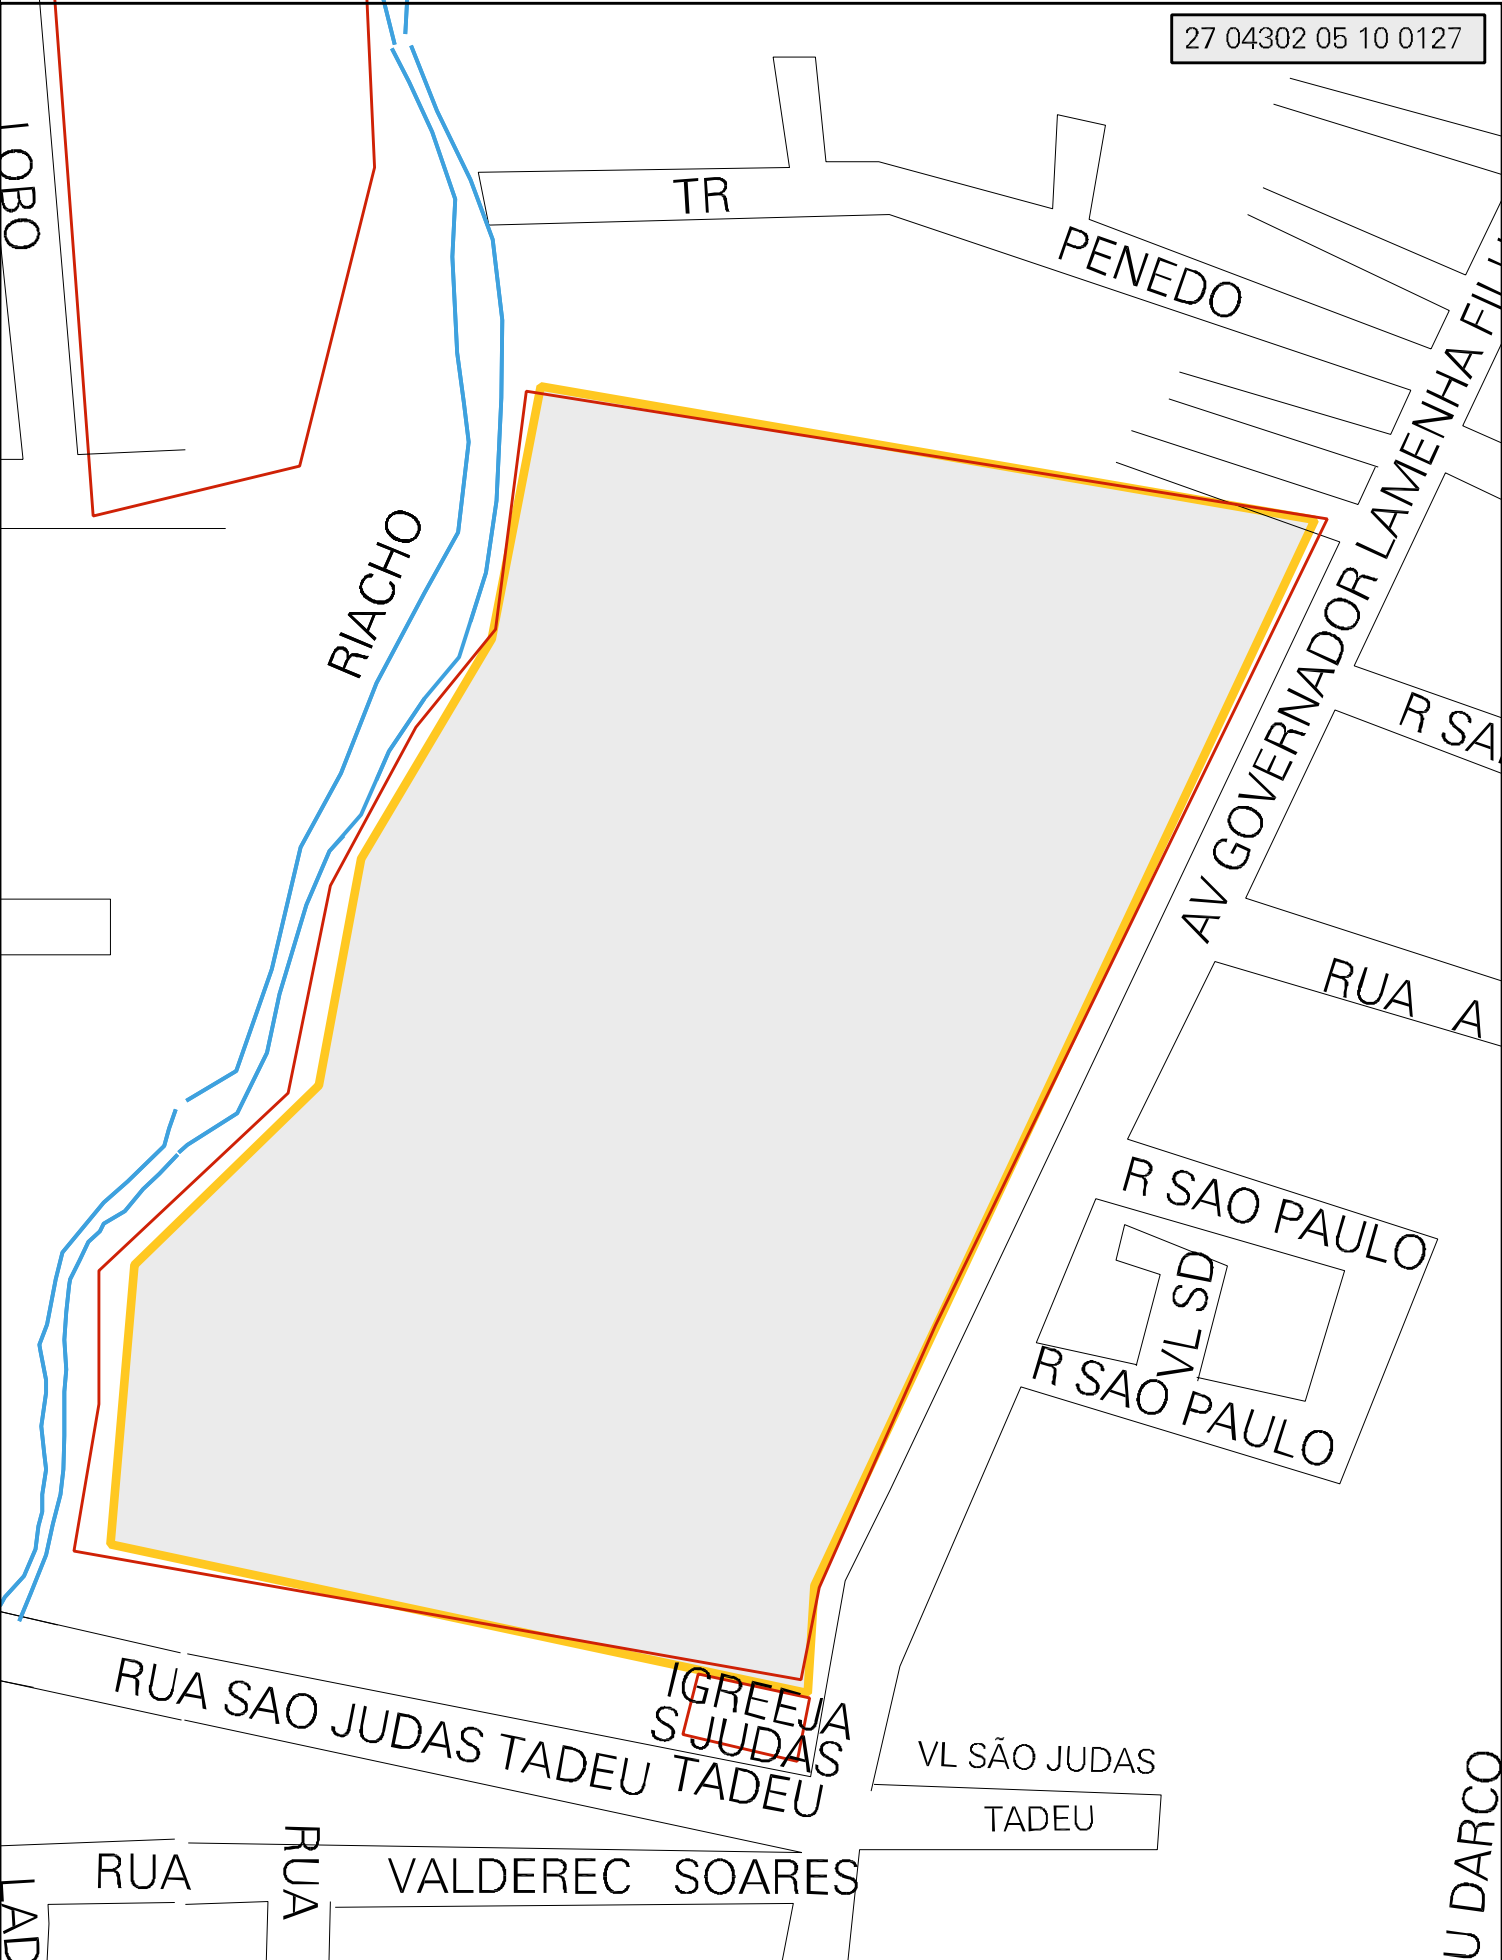 27 04302 05 10 0127
TR
PENEDO
LOBO
AV GOVERNADOR LAMENHA
RIACHO
R
RUA A
R SAO PAULO
VL SD
R SAO PAULO
IGREEJA
S JUDAS
TADEU
RUA SAO JUDAS TADEU
VL SÃO JUDAS
TADEU
RUA
RUA
VALDEREC SOARES
DARCO